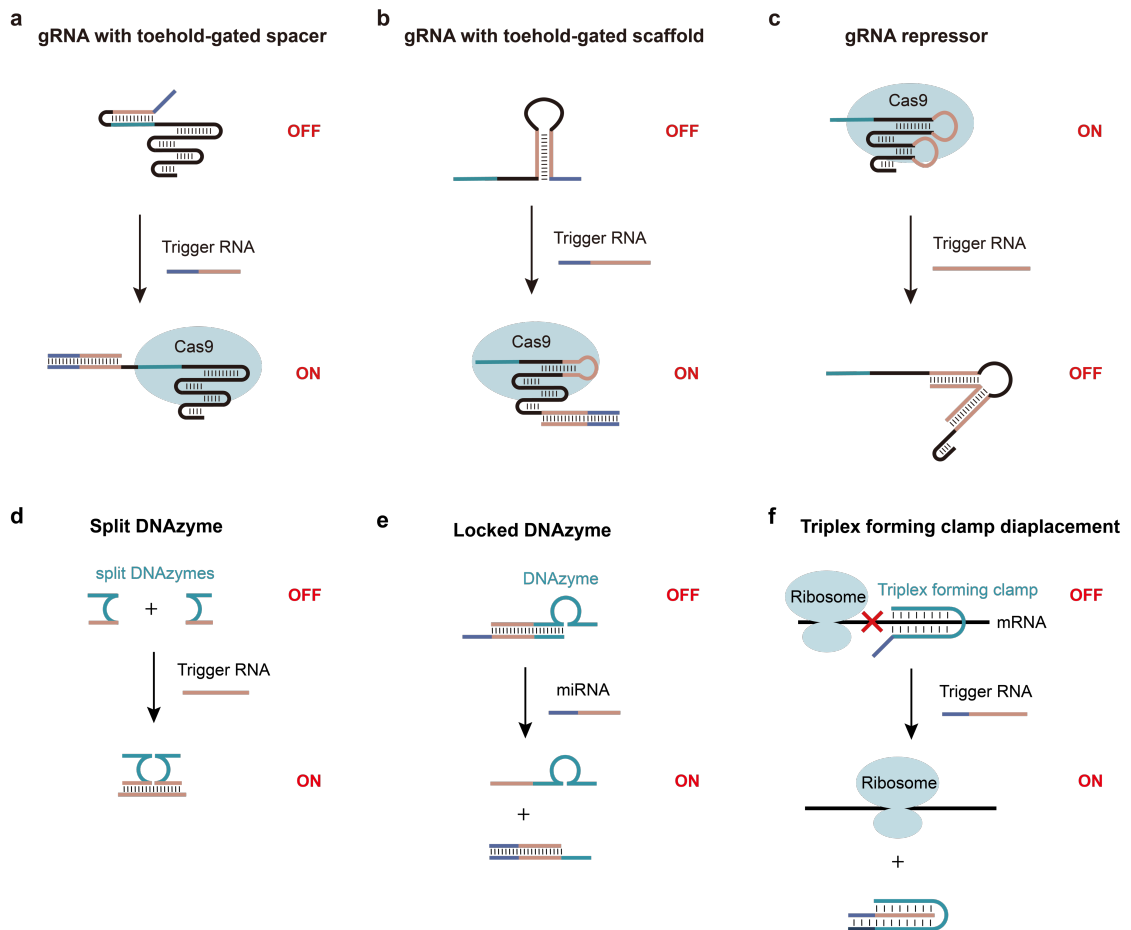 a
gRNA with toehold-gated spacer
OFF
Trigger RNA
Cas9
ON
b
gRNA with toehold-gated scaffold
OFF
Trigger RNA
Cas9
ON
c
gRNA repressor
Cas9
ON
Trigger RNA
OFF
d
Split DNAzyme
split DNAzymes
+
OFF
Trigger RNA
ON
e
Locked DNAzyme
DNAzyme
OFF
miRNA
ON
+
f
Triplex forming clamp diaplacement
Ribosome
Triplex forming clamp
OFF
mRNA
Trigger RNA
Ribosome
ON
+